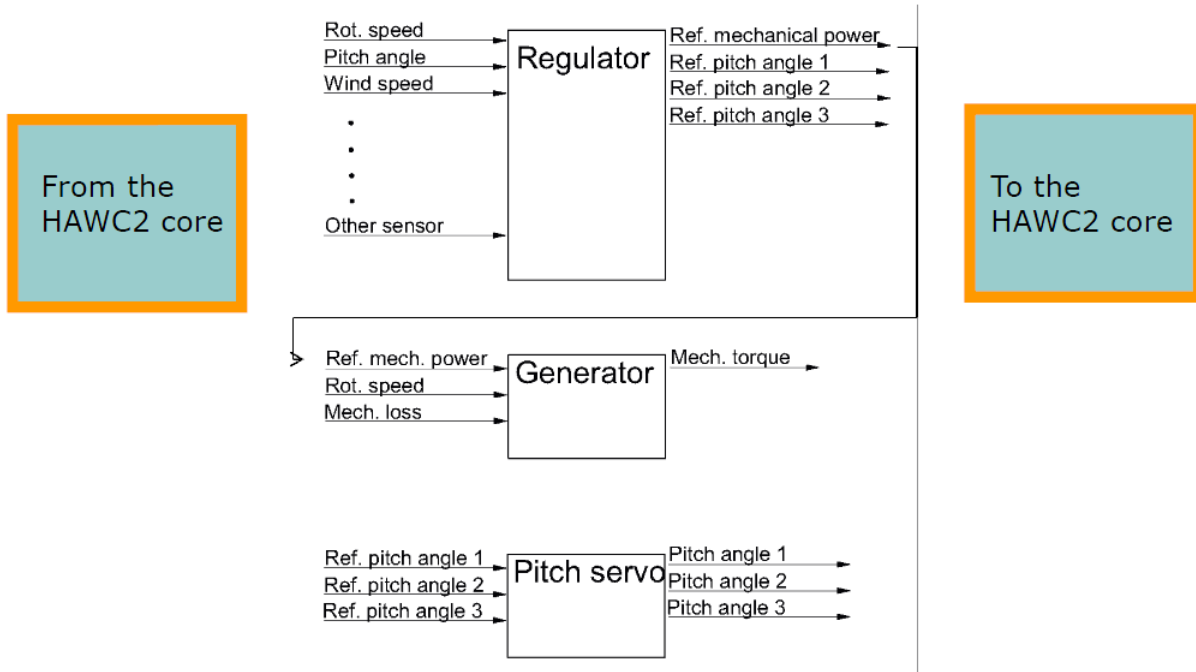 Rot. speed
Pitch angle
Wind speed
Other sensor
Regulator
Ref. mechanical power
Ref. pitch angle 1
Ref. pitch angle 2
Ref. pitch angle 3
From the
HAWC2 core
To the
HAWC2 core
Ref. mech. power
Rot. speed
Mech. loss
Generator
Mech. torque
Ref. pitch angle 1
Ref. pitch angle 2
Ref. pitch angle 3
Pitch servo
Pitch angle 1
Pitch angle 2
Pitch angle 3